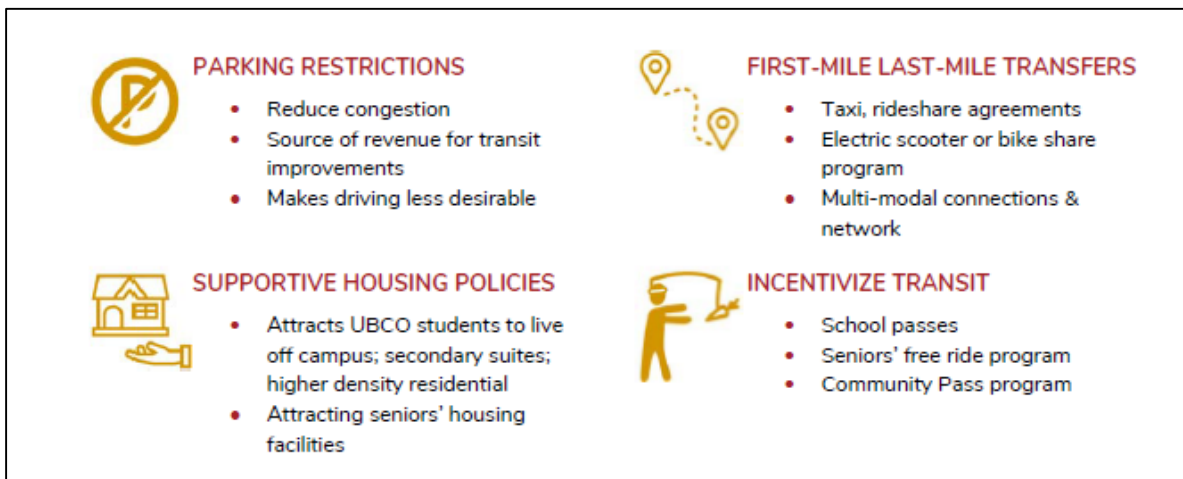 PARKING RESTRICTIONS
• Reduce congestion
• Source of revenue for transit
improvements
• Makes driving less desirable
FIRST-MILE LAST-MILE TRANSFERS
• Taxi, rideshare agreements
• Electric scooter or bike share
program
• Multi-modal connections &
network
SUPPORTIVE HOUSING POLICIES
• Attracts UBCO students to live
off campus; secondary suites;
higher density residential
• Attracting seniors' housing
facilities
INCENTIVIZE TRANSIT
• School passes
• Seniors' free ride program
• Community Pass program